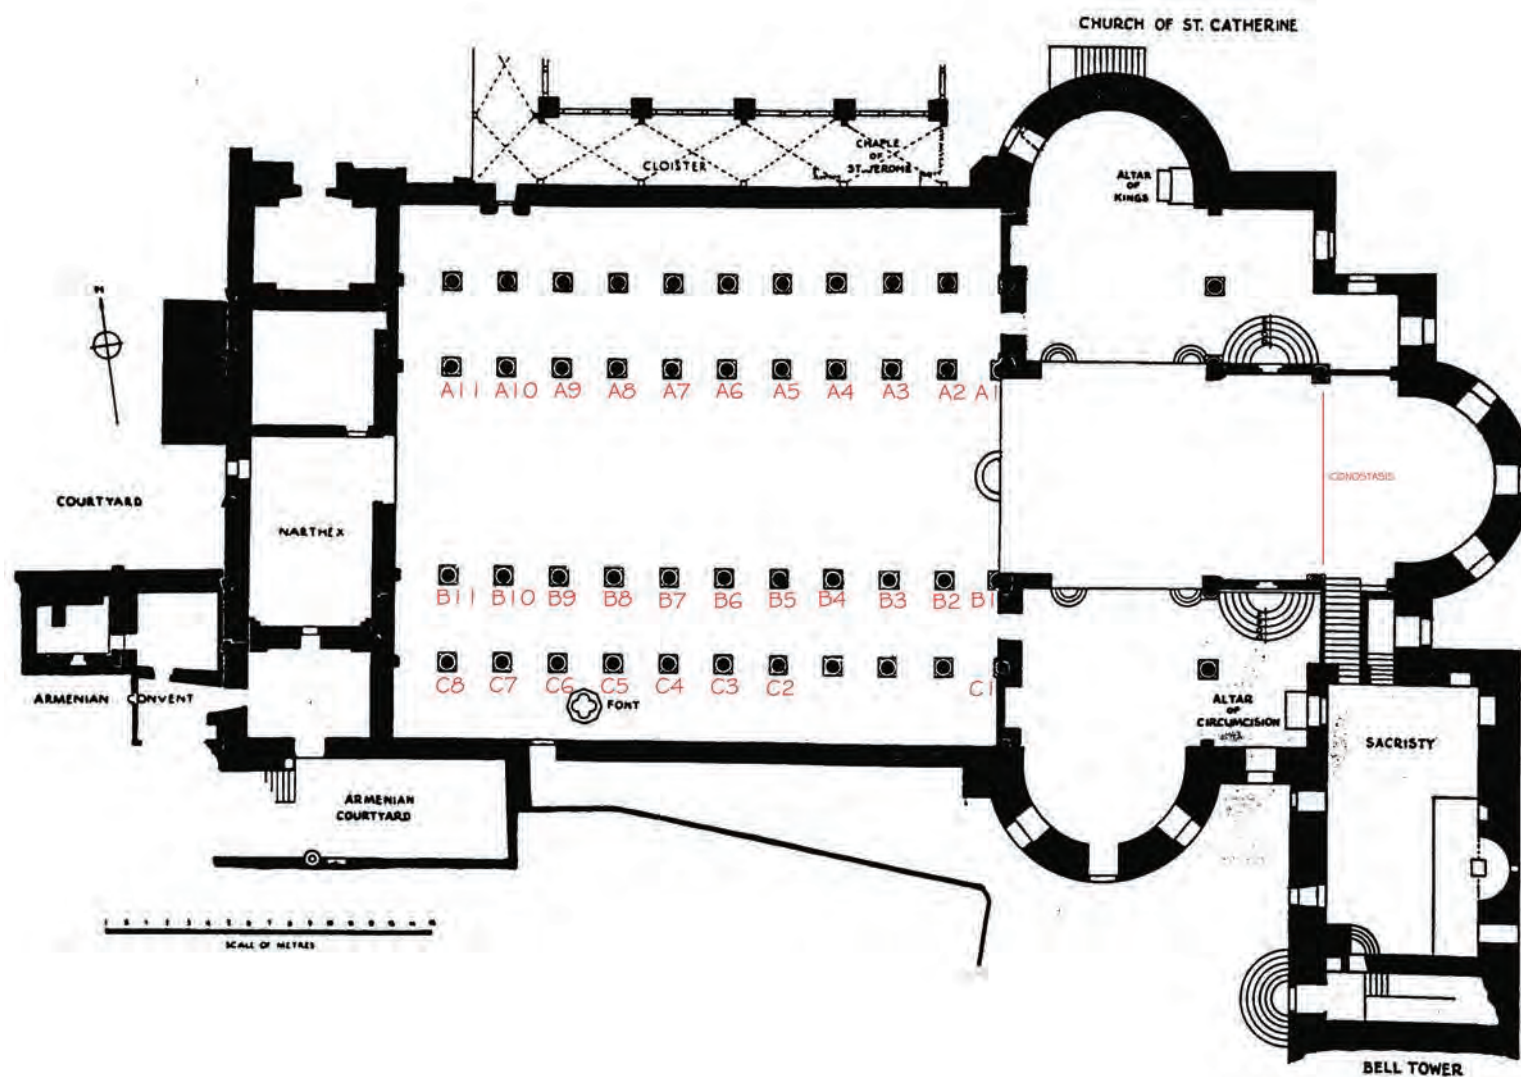 CHURCH OF ST. CATHERINE
CLOISTER
CHAPLE
OF
ST. JEROME
ALTAR
OF
KINGS
N
A11 A10 A9 A8 A7 A6 A5 A4 A3 A2 A1
CONOSTASIS
COURTYARD
NARTHEX
B11 B10 B9 B8 B7 B6 B5 B4 B3 B2 B1
C8 C7 C6 C5 C4 C3 C2 C1
FONT
ARMENIAN CONVENT
ALTAR
OF
CIRCUMCISION
SACRISTY
ARMENIAN
COURTYARD
SCALE OF METRES
BELL TOWER